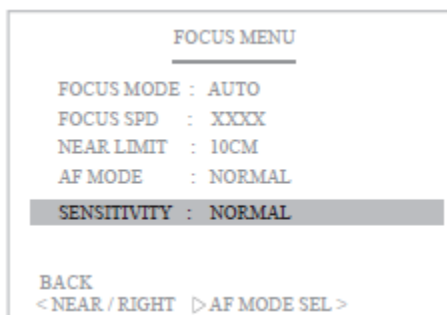 FOCUS MENU
FOCUS MODE : AUTO
FOCUS SPD : XXXX
NEAR LIMIT : 10CM
AF MODE : NORMAL
SENSITIVITY : NORMAL
BACK
< NEAR / RIGHT ▷ AF MODE SEL >